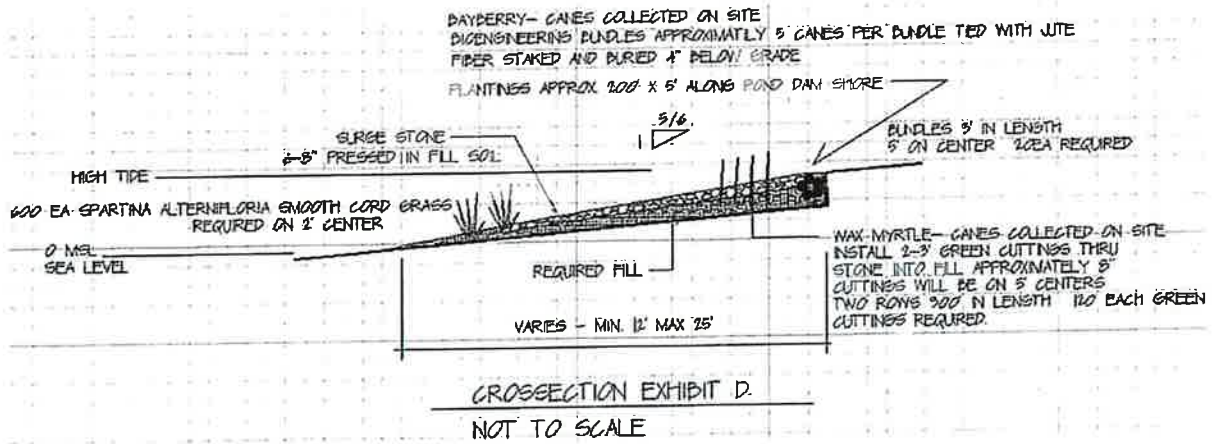 BAYBERRY- CANES COLLECTED ON SITE
BIOENGINEERING BUNDLES APPROXIMATILY 5 CANES PER BUNDLE TIED WITH JUTE
FIBER STAKED AND BURIED 4" BELOW GRADE
PLANTINGS APPROX 200' X 5' ALONG POND DAM SHORE
5/6
1
SURGE STONE
PRESSED IN FILL SOIL
BUNDLES 3' IN LENGTH
5' ON CENTER 20EA REQUIRED
HIGH TIDE
600 EA SPARTINA ALTERNIFLORIA SMOOTH CORD GRASS
REQUIRED ON 2' CENTER
0 MSL
SEA LEVEL
REQUIRED FILL
WAX MYRTLE- CANES COLLECTED ON SITE
INSTALL 2-3' GREEN CUTTINGS THRU
STONE INTO FILL APPROXIMATELY
CUTTINGS WILL BE ON 5' CENTERS
TWO ROWS 300' IN LENGTH 120 EACH GREEN
CUTTINGS REQUIRED.
VARIES - MIN. 12' MAX 25'
CROSSECTION EXHIBIT D.
NOT TO SCALE